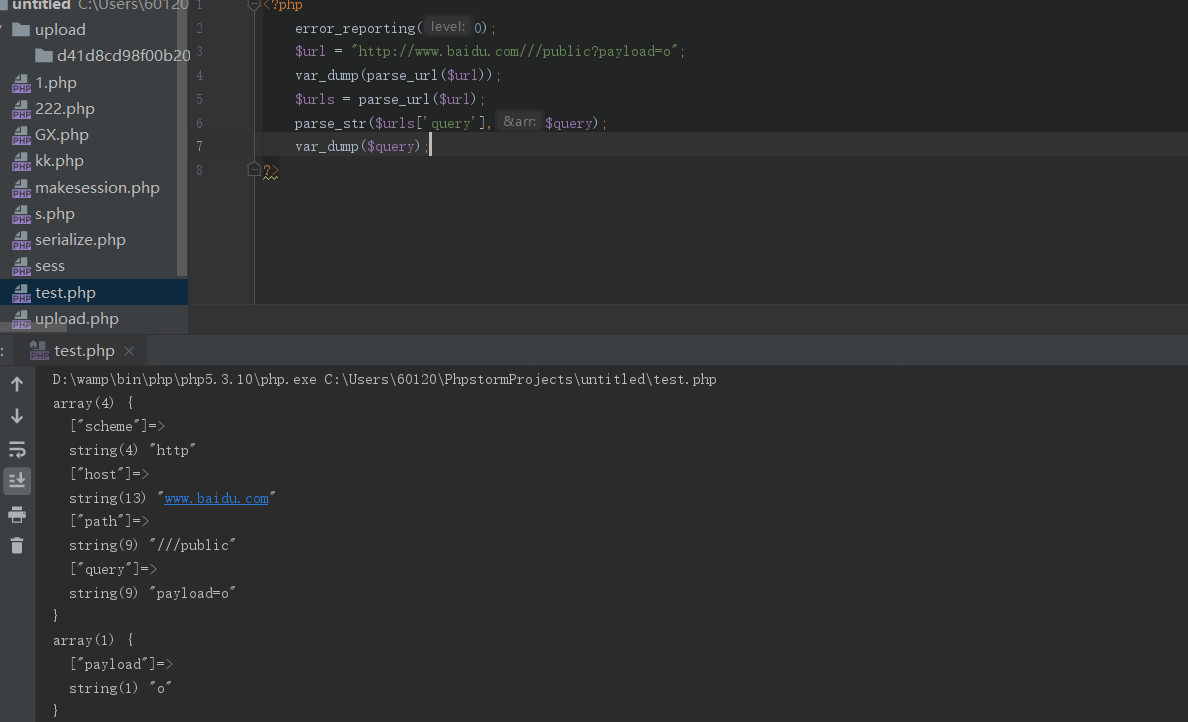 untitled C:\Users\60120
upload
d41d8cd98f00b20
1.php
222.php
GX.php
kk.php
makesession.php
s.php
serialize.php
sess
test.php
upload.php
1 <?php
2 error_reporting( level: 0);
3 $url = "http://www.baidu.com///public?payload=o";
4 var_dump(parse_url($url));
5 $urls = parse_url($url);
6 parse_str($urls['query'], &arr: $query);
7 var_dump($query);
8 ?>
: test.php ×
D:\wamp\bin\php\php5.3.10\php.exe C:\Users\60120\PhpstormProjects\untitled\test.php
array(4) {
["scheme"]=>
string(4) "http"
["host"]=>
string(13) "www.baidu.com"
["path"]=>
string(9) "///public"
["query"]=>
string(9) "payload=o"
}
array(1) {
["payload"]=>
string(1) "o"
}